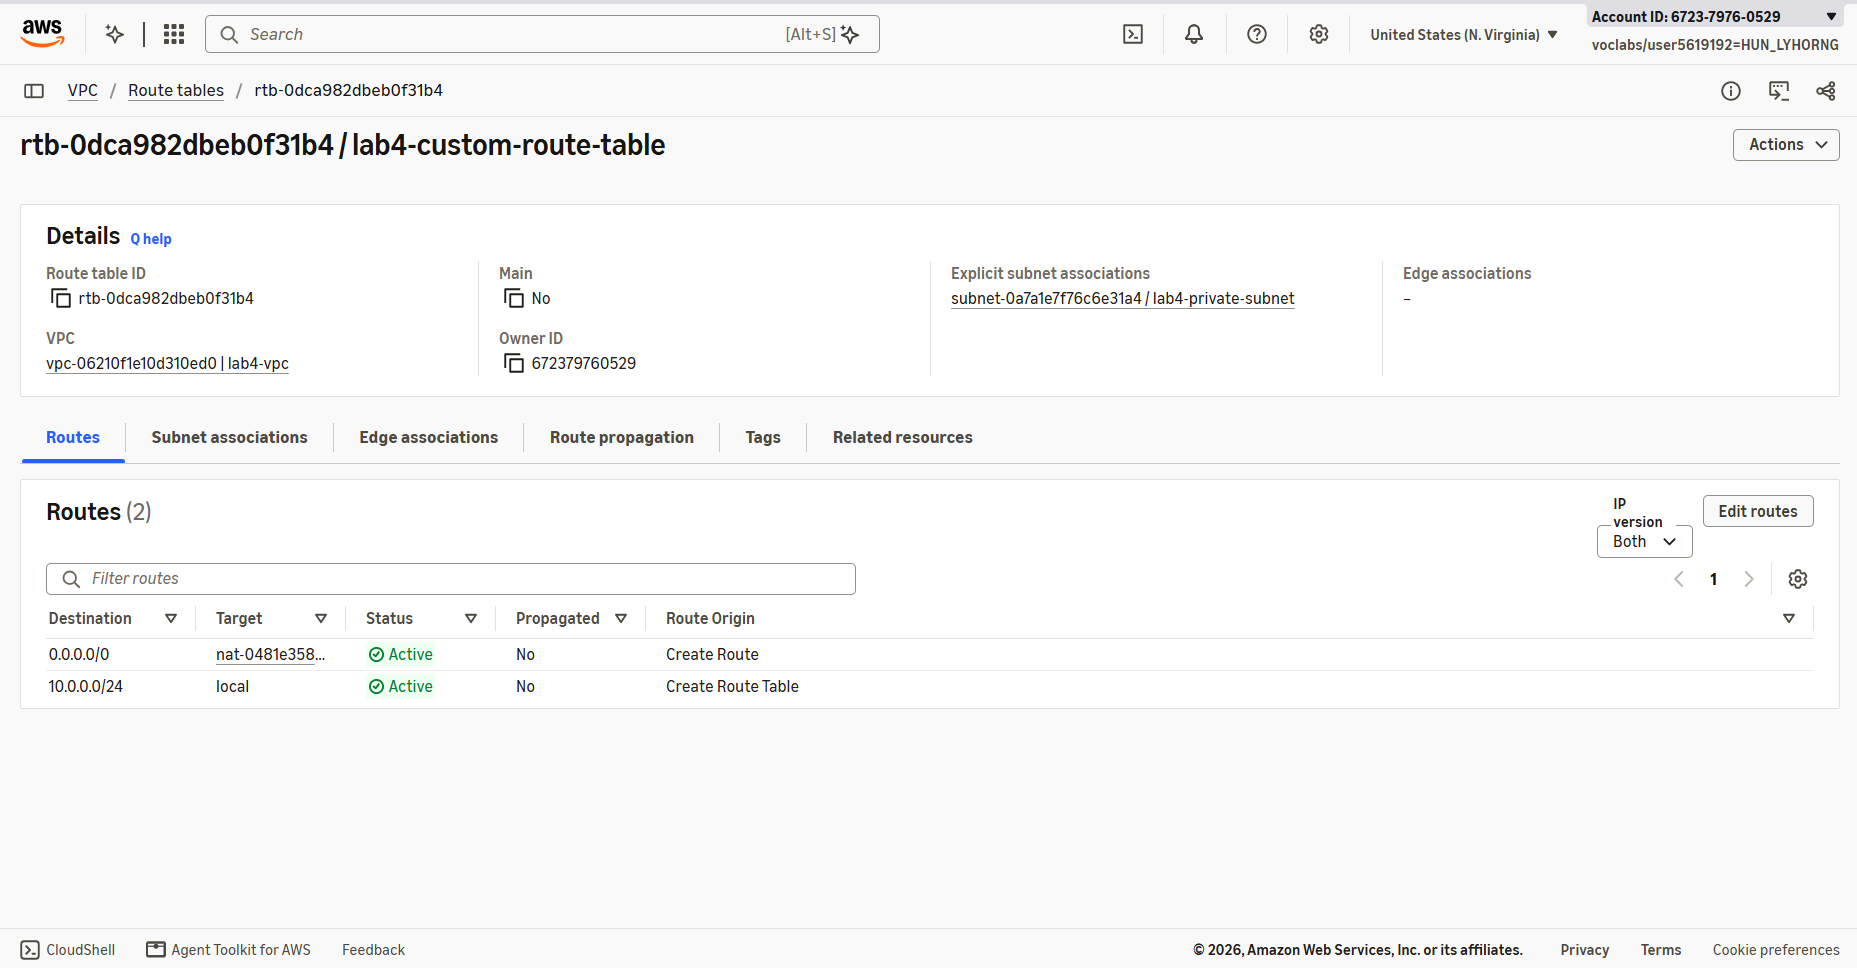 aws
Search [Alt+S]
United States (N. Virginia)
Account ID: 6723-7976-0529
voclabs/user5619192=HUN_LYHORNG
VPC / Route tables / rtb-0dca982dbeb0f31b4
rtb-0dca982dbeb0f31b4 / lab4-custom-route-table
Actions
Details Q help
Route table ID
rtb-0dca982dbeb0f31b4
Main
No
Explicit subnet associations
subnet-0a7a1e7f76c6e31a4 / lab4-private-subnet
Edge associations
–
VPC
vpc-06210f1e10d310ed0 | lab4-vpc
Owner ID
672379760529
Routes Subnet associations Edge associations Route propagation Tags Related resources
Routes (2)
IP version
Both
Edit routes
Filter routes
1
Destination Target Status Propagated Route Origin
0.0.0.0/0 nat-0481e358... Active No Create Route
10.0.0.0/24 local Active No Create Route Table
CloudShell Agent Toolkit for AWS Feedback © 2026, Amazon Web Services, Inc. or its affiliates. Privacy Terms Cookie preferences